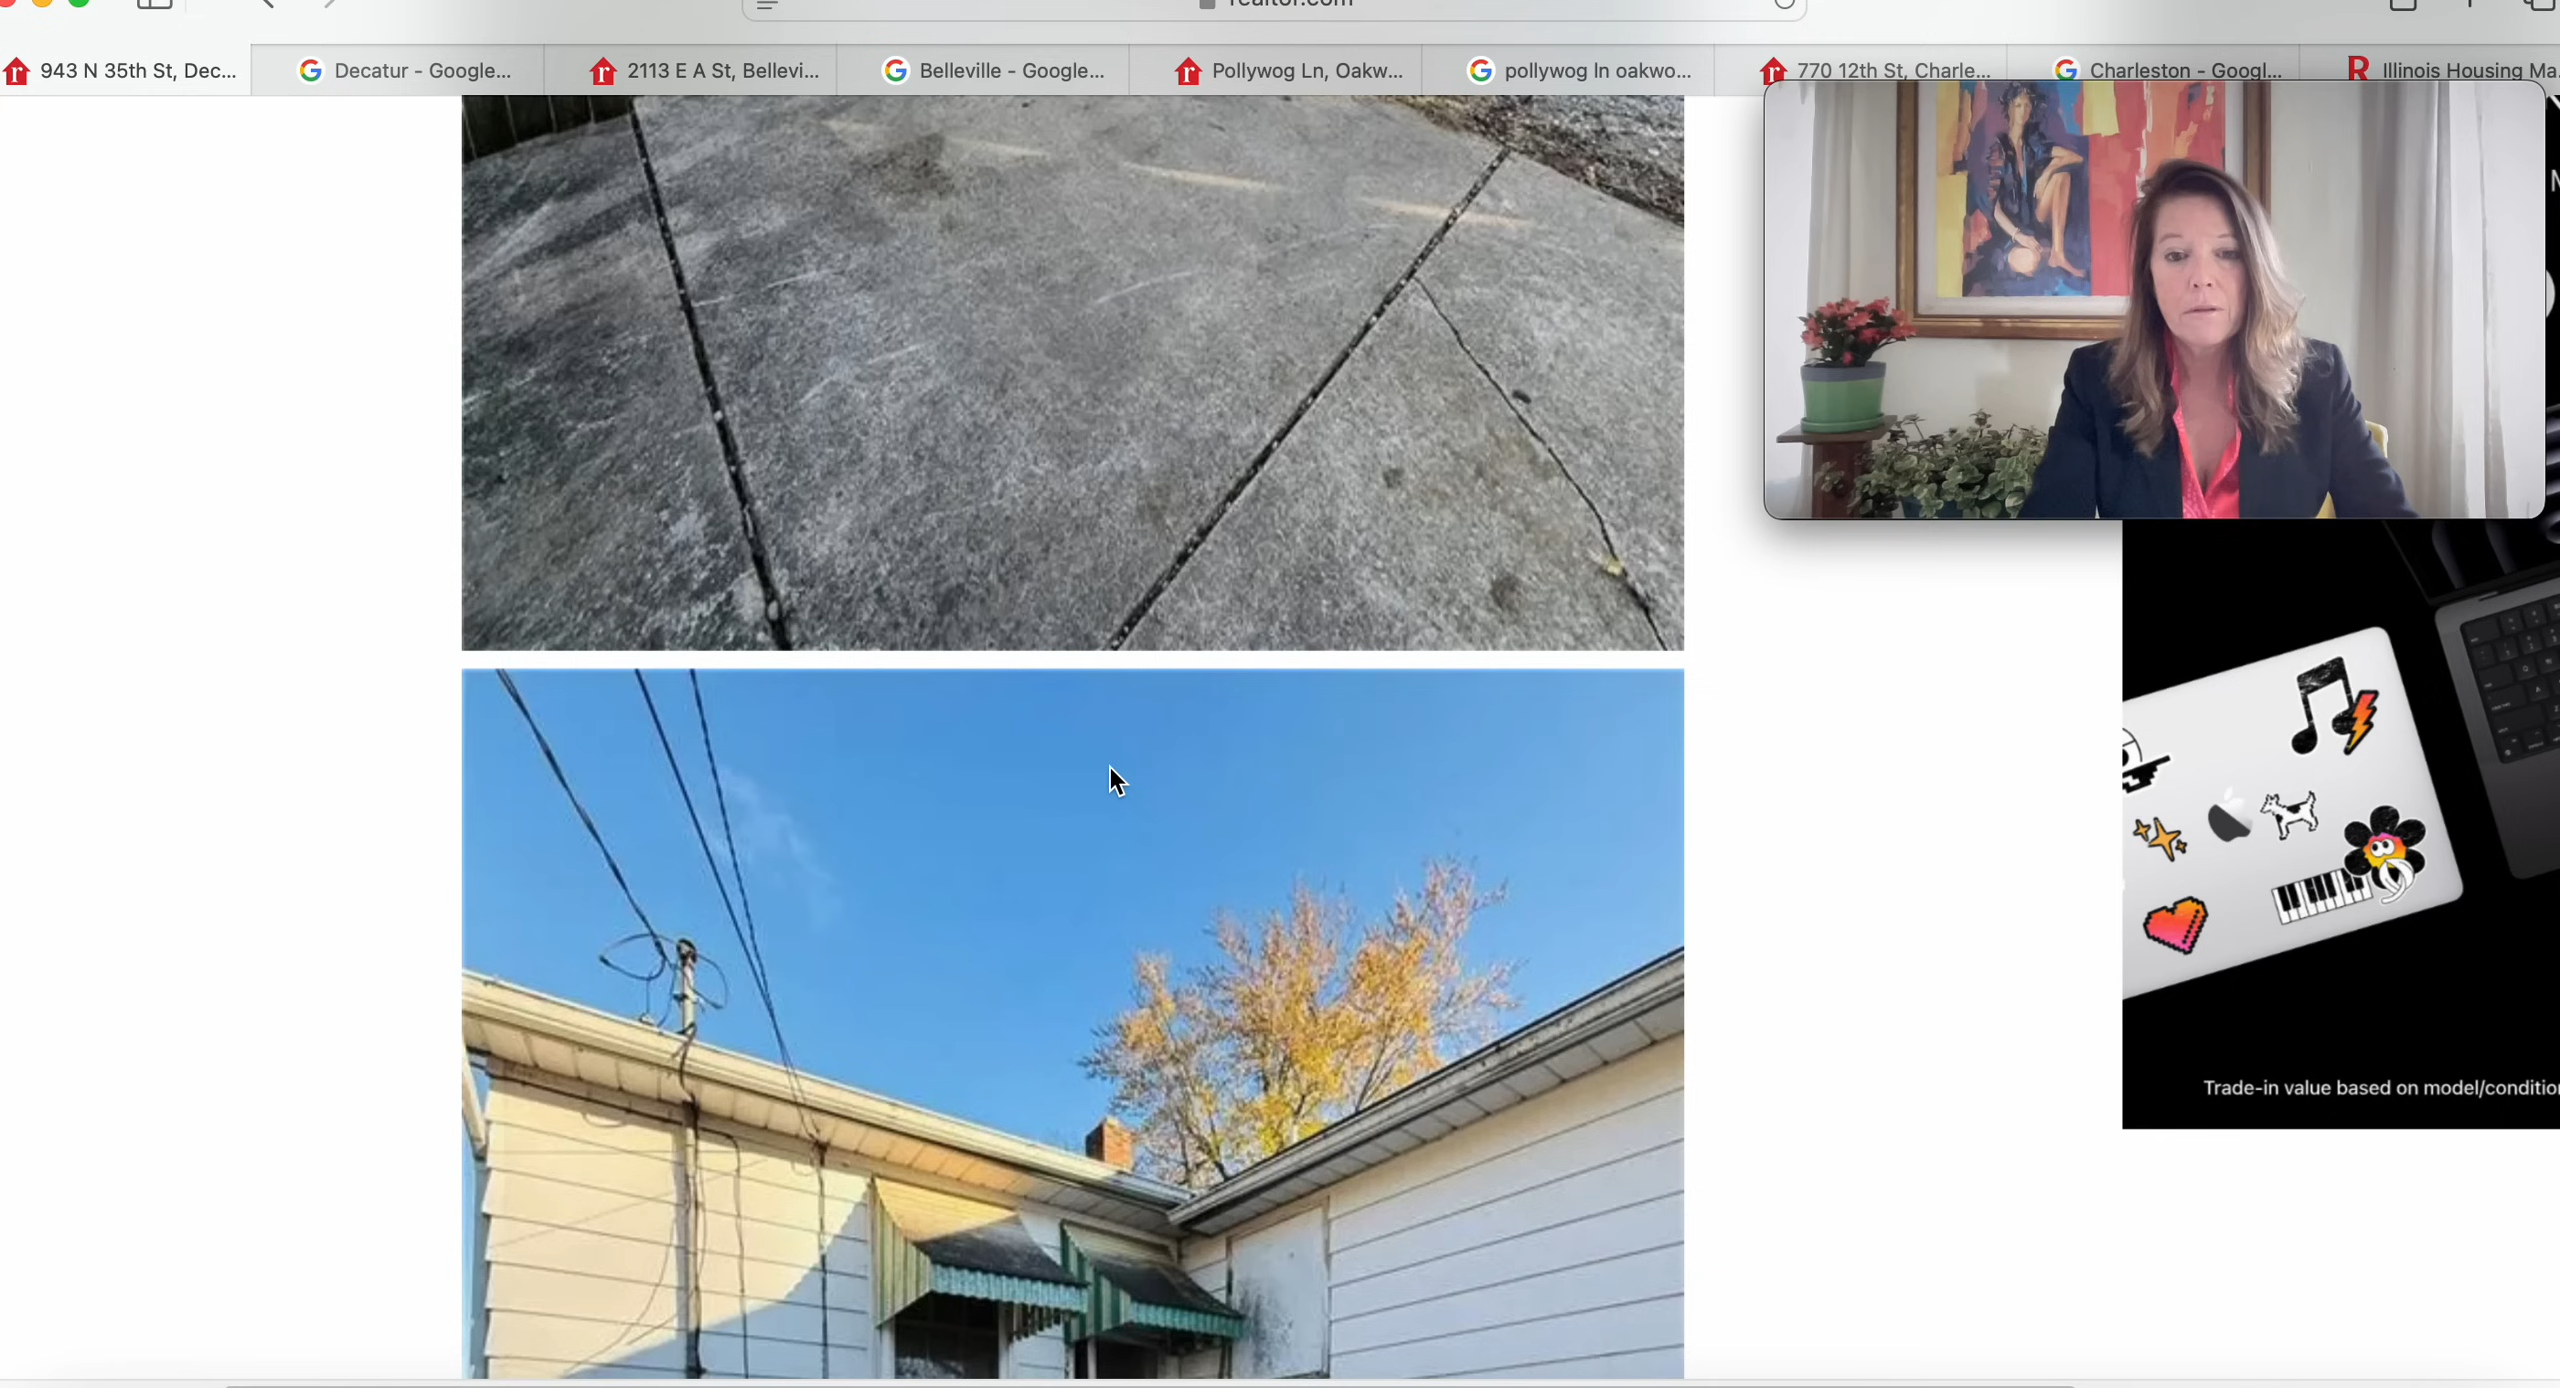 realtor.com
943 N 35th St, Dec...
Decatur - Google...
2113 E A St, Bellevi...
Belleville - Google...
Pollywog Ln, Oakw...
pollywog ln oakwo...
770 12th St, Charle...
Charleston - Googl...
Illinois Housing Ma
Trade-in value based on model/conditio